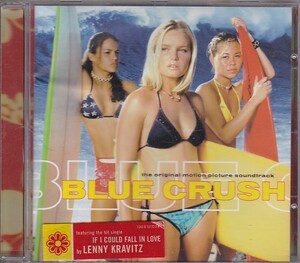 the original motion picture soundtrack
BLUE CRUSH
featuring the hit single
IF I COULD FALL IN LOVE
by LENNY KRAVITZ